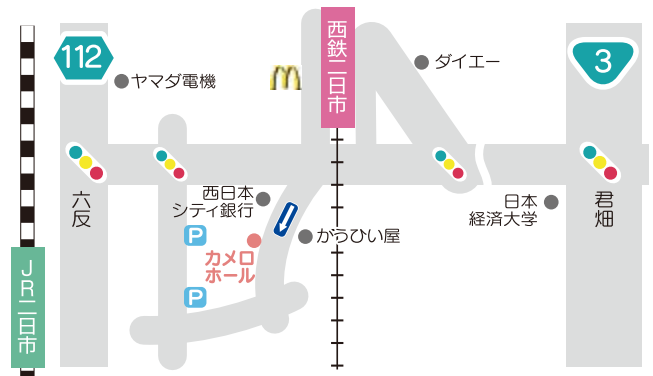 西鉄二日市
112
3
ダイエー
ヤマダ電機
六反
西日本
シティ銀行
日本
経済大学
君畑
P
からひい屋
カメロ
ホール
JR二日市
P